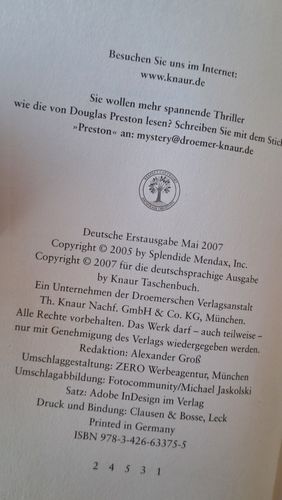 Besuchen Sie uns im Internet:
www.knaur.de
Sie wollen mehr spannende Thriller
wie die von Douglas Preston lesen? Schreiben Sie mit dem Stich
»Preston« an: mystery@droemer-knaur.de
Deutsche Erstausgabe Mai 2007
Copyright © 2005 by Splendide Mendax, Inc.
Copyright © 2007 für die deutschsprachige Ausgabe
by Knaur Taschenbuch.
Ein Unternehmen der Droemerschen Verlagsanstalt
Th. Knaur Nachf. GmbH & Co. KG, München.
Alle Rechte vorbehalten. Das Werk darf – auch teilweise –
nur mit Genehmigung des Verlags wiedergegeben werden.
Redaktion: Alexander Groß
Umschlaggestaltung: ZERO Werbeagentur, München
Umschlagabbildung: Fotocommunity/Michael Jaskolski
Satz: Adobe InDesign im Verlag
Druck und Bindung: Clausen & Bosse, Leck
Printed in Germany
ISBN 978-3-426-63375-5
2 4 5 3 1